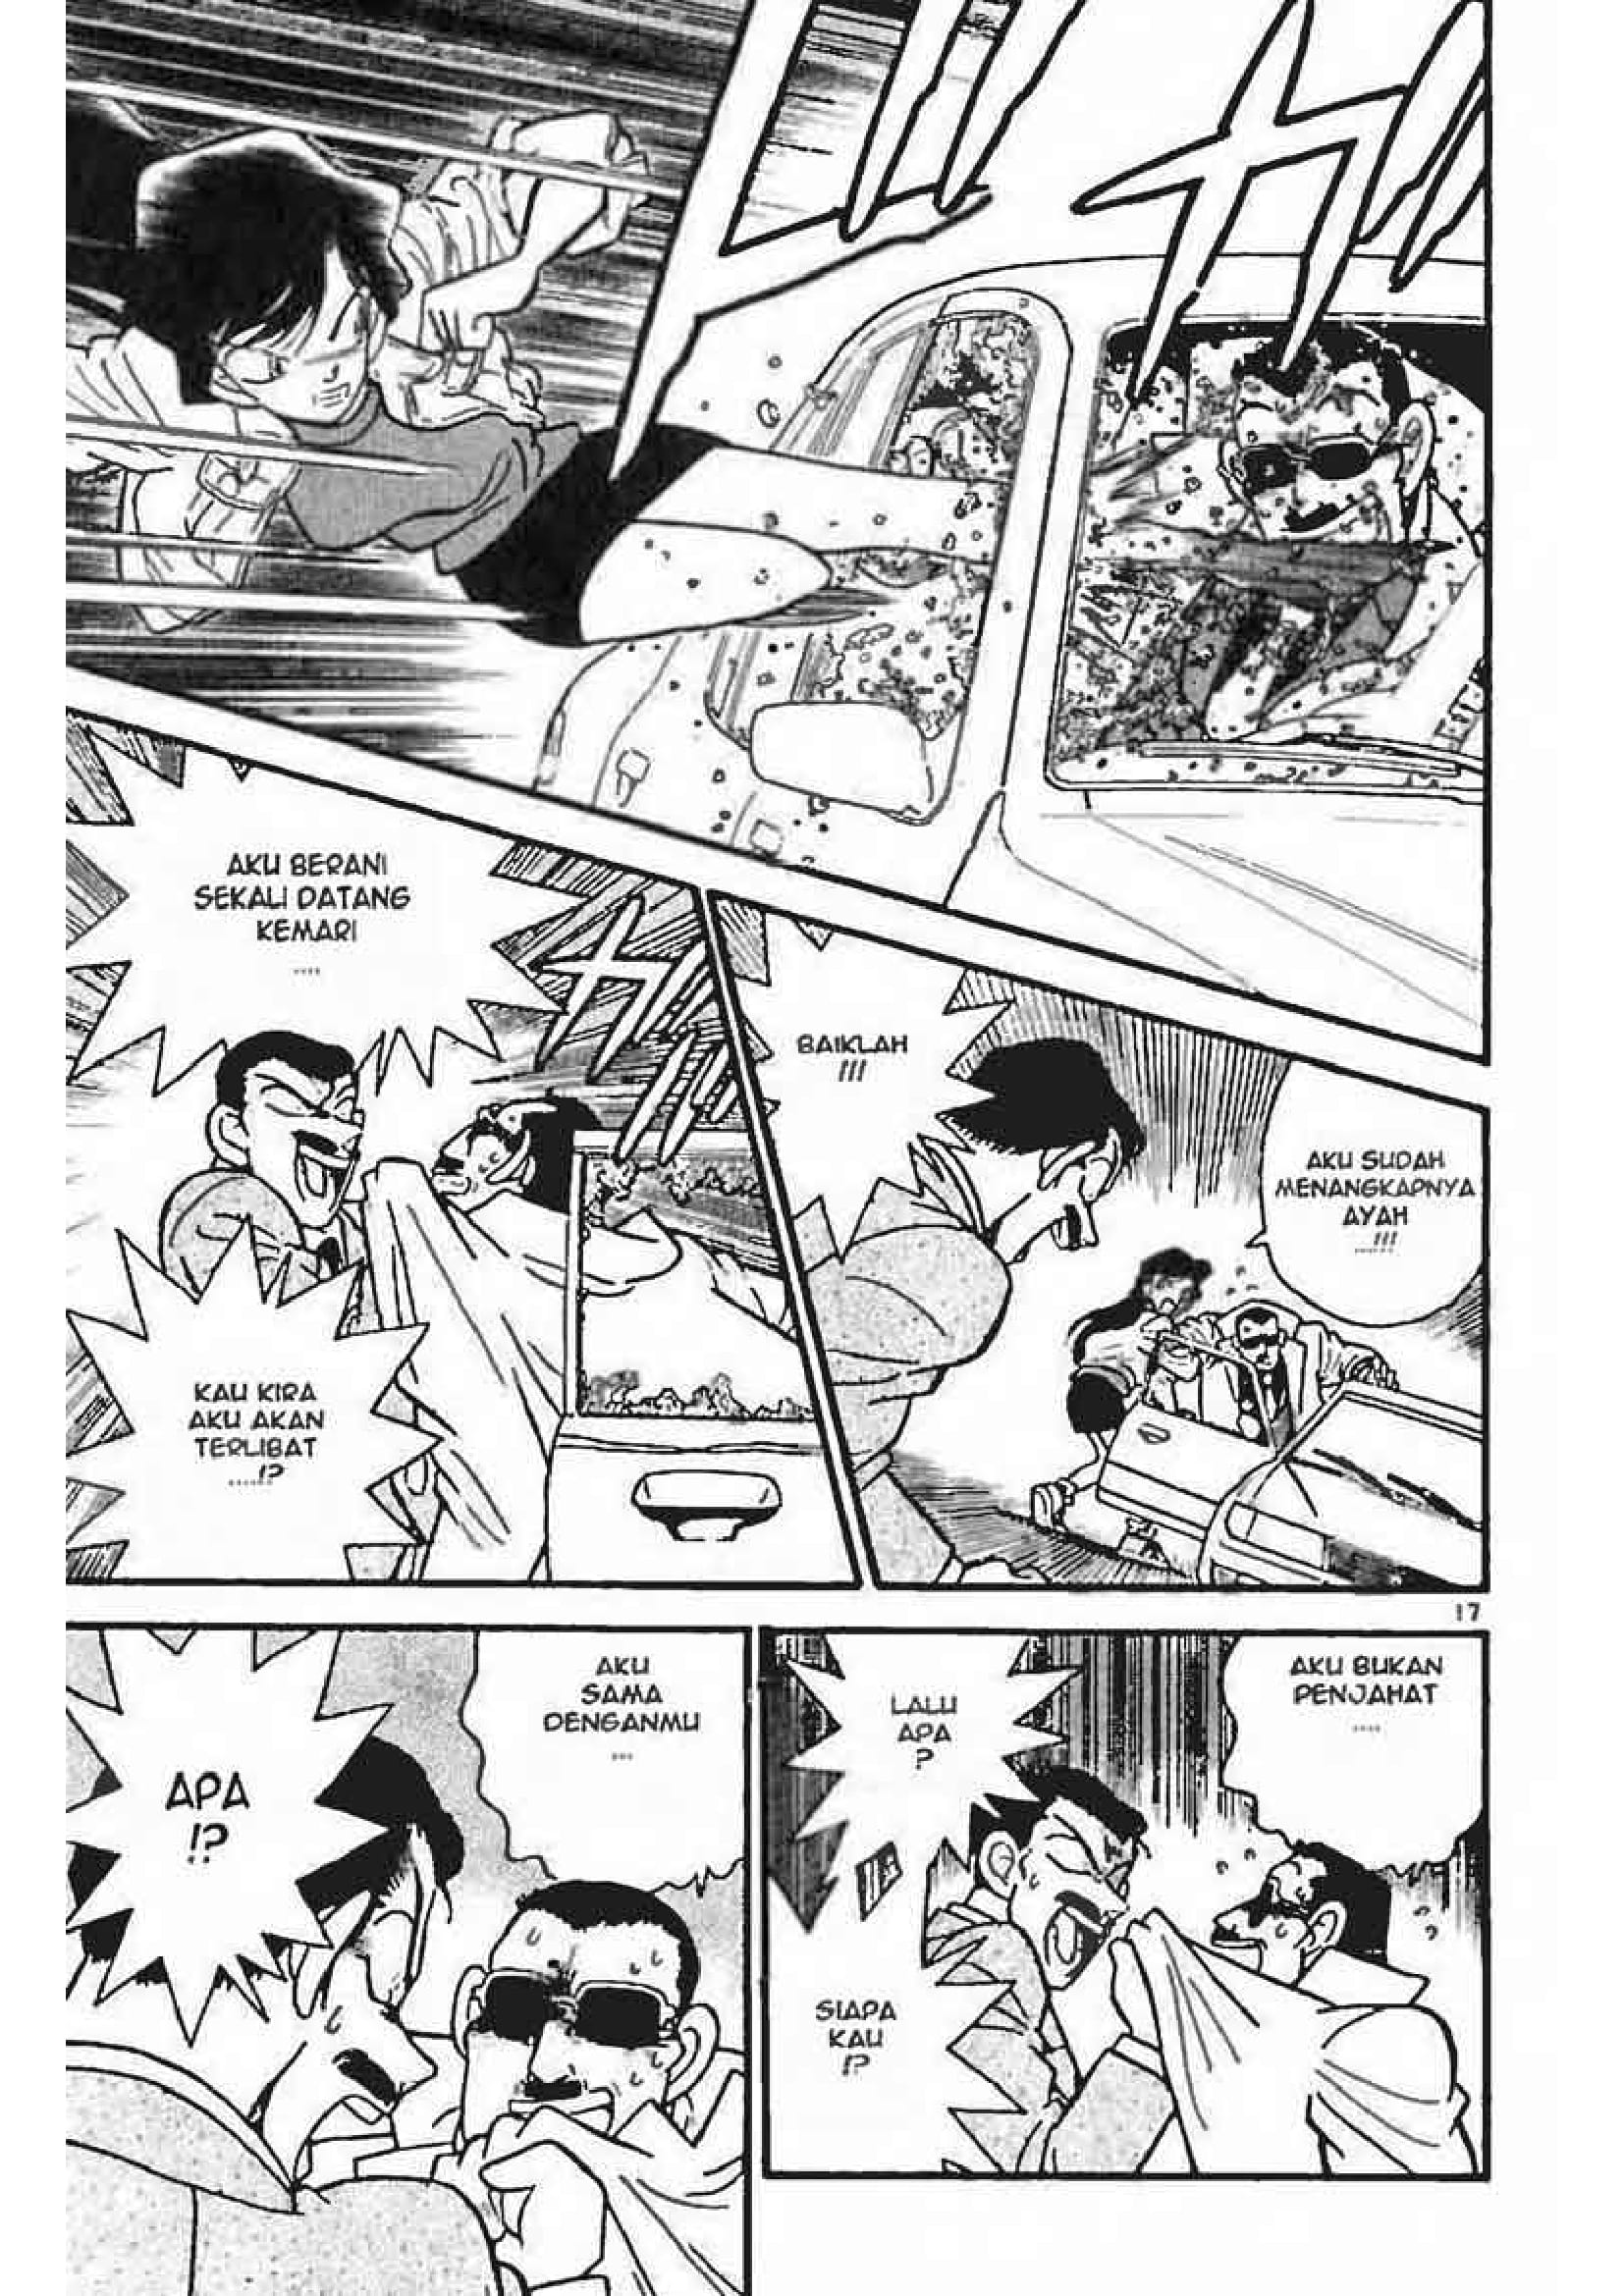 AKU SUDAH
MENANGKAPNYA
AYAH
!!!
......
BAIKLAH
!!!
AKU BERANI
SEKALI DATANG
KEMARI
....
KAU KIRA
AKU AKAN
TERLIBAT
......!?
17
AKU BUKAN
PENJAHAT
....
LALU
APA
?
SIAPA
KAU
!?
AKU
SAMA
DENGANMU
...
APA
!?